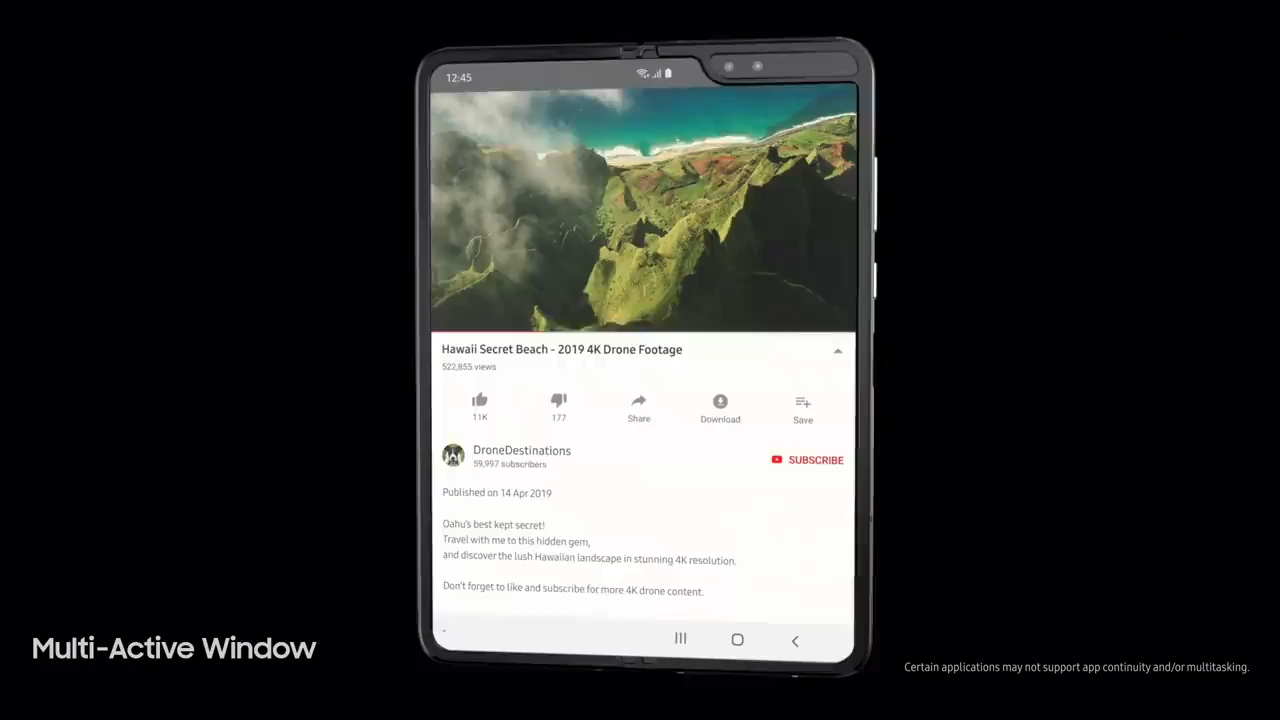 12:45
Hawaii Secret Beach - 2019 4K Drone Footage
522,855 views
11K
177
Share
Download
Save
DroneDestinations
59,997 subscribers
SUBSCRIBE
Published on 14 Apr 2019
Oahu's best kept secret!
Travel with me to this hidden gem,
and discover the lush Hawaiian landscape in stunning 4K resolution.
Don't forget to like and subscribe for more 4K drone content.
Multi-Active Window
Certain applications may not support app continuity and/or multitasking.